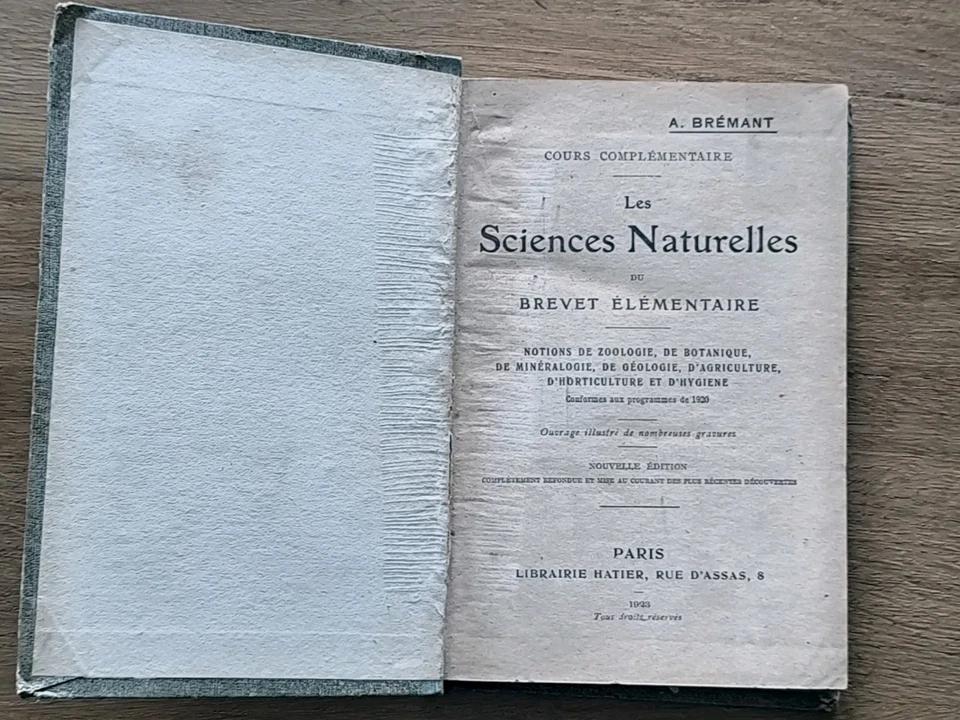 A. BRÉMANT
COURS COMPLÉMENTAIRE
Les
Sciences Naturelles
DU
BREVET ÉLÉMENTAIRE
NOTIONS DE ZOOLOGIE, DE BOTANIQUE,
DE MINÉRALOGIE, DE GÉOLOGIE, D'AGRICULTURE,
D'HORTICULTURE ET D'HYGIENE
Conformes aux programmes de 1920
Ouvrage illustré de nombreuses gravures
NOUVELLE ÉDITION
COMPLÈTEMENT REFONDUE ET MISE AU COURANT DES PLUS RÉCENTES DÉCOUVERTES
PARIS
LIBRAIRIE HATIER, RUE D'ASSAS, 8
1923
Tous droits réservés